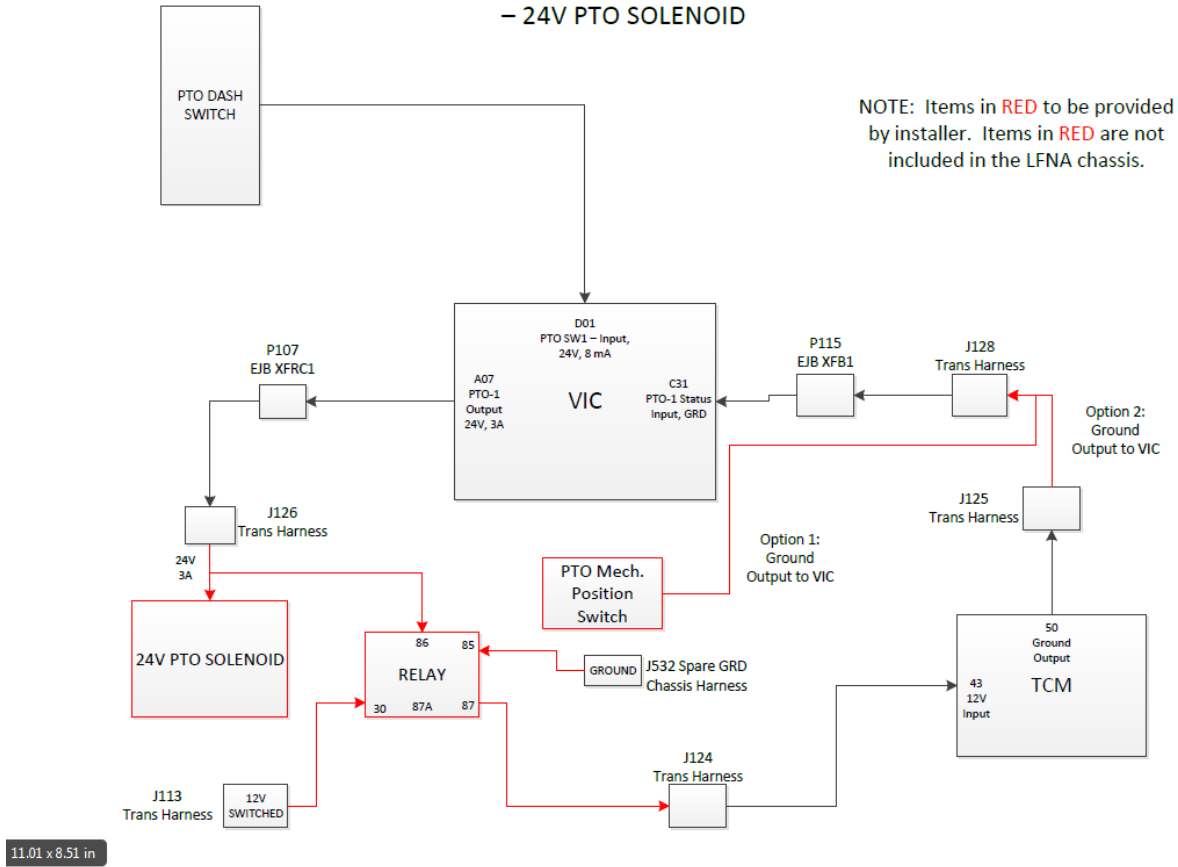 – 24V PTO SOLENOID
PTO DASH
SWITCH
NOTE: Items in RED to be provided
by installer. Items in RED are not
included in the LFNA chassis.
D01
PTO SW1 – Input,
24V, 8 mA
A07
PTO-1
Output
24V, 3A
VIC
C31
PTO-1 Status
Input, GRD
P107
EJB XFRC1
P115
EJB XFB1
J128
Trans Harness
Option 2:
Ground
Output to VIC
J126
Trans Harness
J125
Trans Harness
24V
3A
Option 1:
Ground
Output to VIC
PTO Mech.
Position
Switch
24V PTO SOLENOID
86
85
RELAY
30
87A
87
GROUND
J532 Spare GRD
Chassis Harness
50
Ground
Output
43
12V
Input
TCM
J124
Trans Harness
J113
Trans Harness
12V
SWITCHED
11.01 x 8.51 in